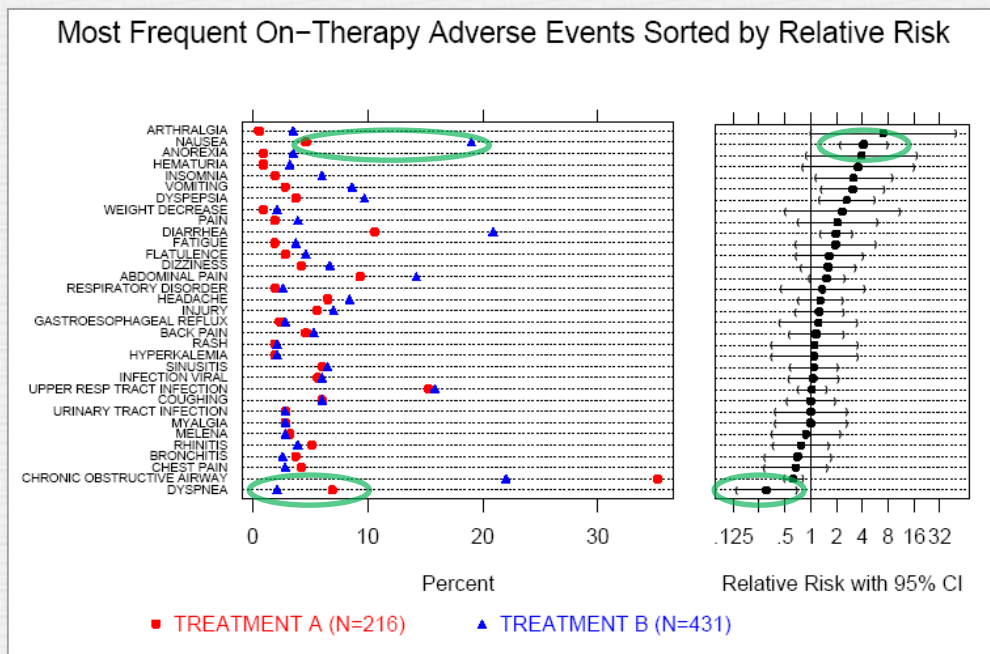 Most Frequent On−Therapy Adverse Events Sorted by Relative Risk
ARTHRALGIA
NAUSEA
ANOREXIA
HEMATURIA
INSOMNIA
VOMITING
DYSPEPSIA
WEIGHT DECREASE
PAIN
DIARRHEA
FATIGUE
FLATULENCE
DIZZINESS
ABDOMINAL PAIN
RESPIRATORY DISORDER
HEADACHE
INJURY
GASTROESOPHAGEAL REFLUX
BACK PAIN
RASH
HYPERKALEMIA
SINUSITIS
INFECTION VIRAL
UPPER RESP TRACT INFECTION
COUGHING
URINARY TRACT INFECTION
MYALGIA
MELENA
RHINITIS
BRONCHITIS
CHEST PAIN
CHRONIC OBSTRUCTIVE AIRWAY
DYSPNEA
0 10 20 30
Percent
.125 .5 1 2 4 8 16 32
Relative Risk with 95% CI
TREATMENT A (N=216) TREATMENT B (N=431)